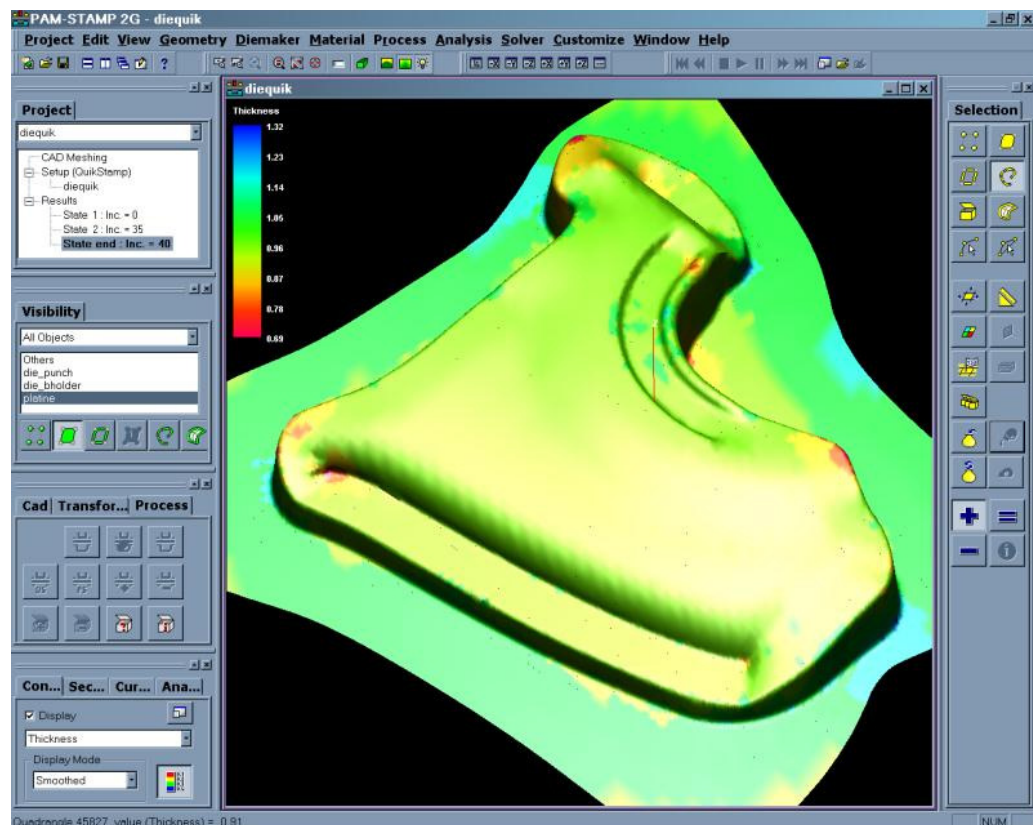 PAM-STAMP 2G - diequik
Project Edit View Geometry Diemaker Material Process Analysis Solver Customize Window Help
Project
diequik
CAD Meshing
Setup (QuikStamp)
diequik
Results
State 1 : Inc. = 0
State 2 : Inc. = 35
State end : Inc. = 40
Visibility
All Objects
Others
die_punch
die_bholder
platine
Cad Transfor... Process
Con... Sec... Cur... Ana...
Display
Thickness
Display Mode
Smoothed
diequik
Thickness
1.32
1.23
1.14
1.05
0.96
0.87
0.78
0.69
Selection
Quadrangle 45827, value (Thickness) = 0.91
NUM